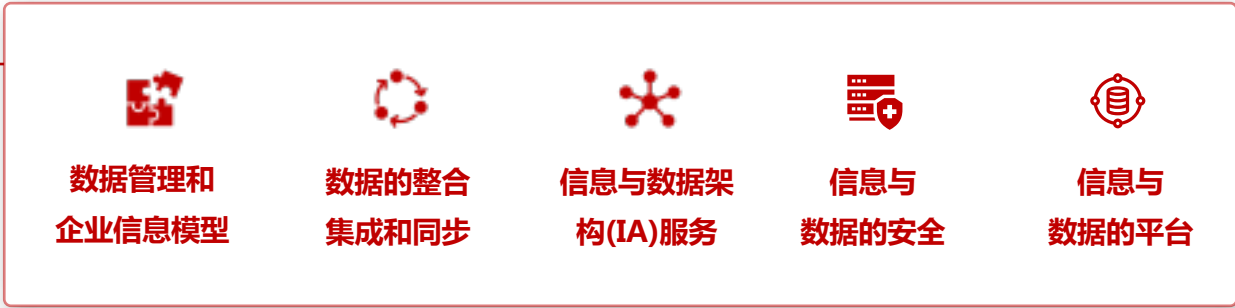 数据管理和
企业信息模型
数据的整合
集成和同步
信息与数据架
构(IA)服务
信息与
数据的安全
信息与
数据的平台